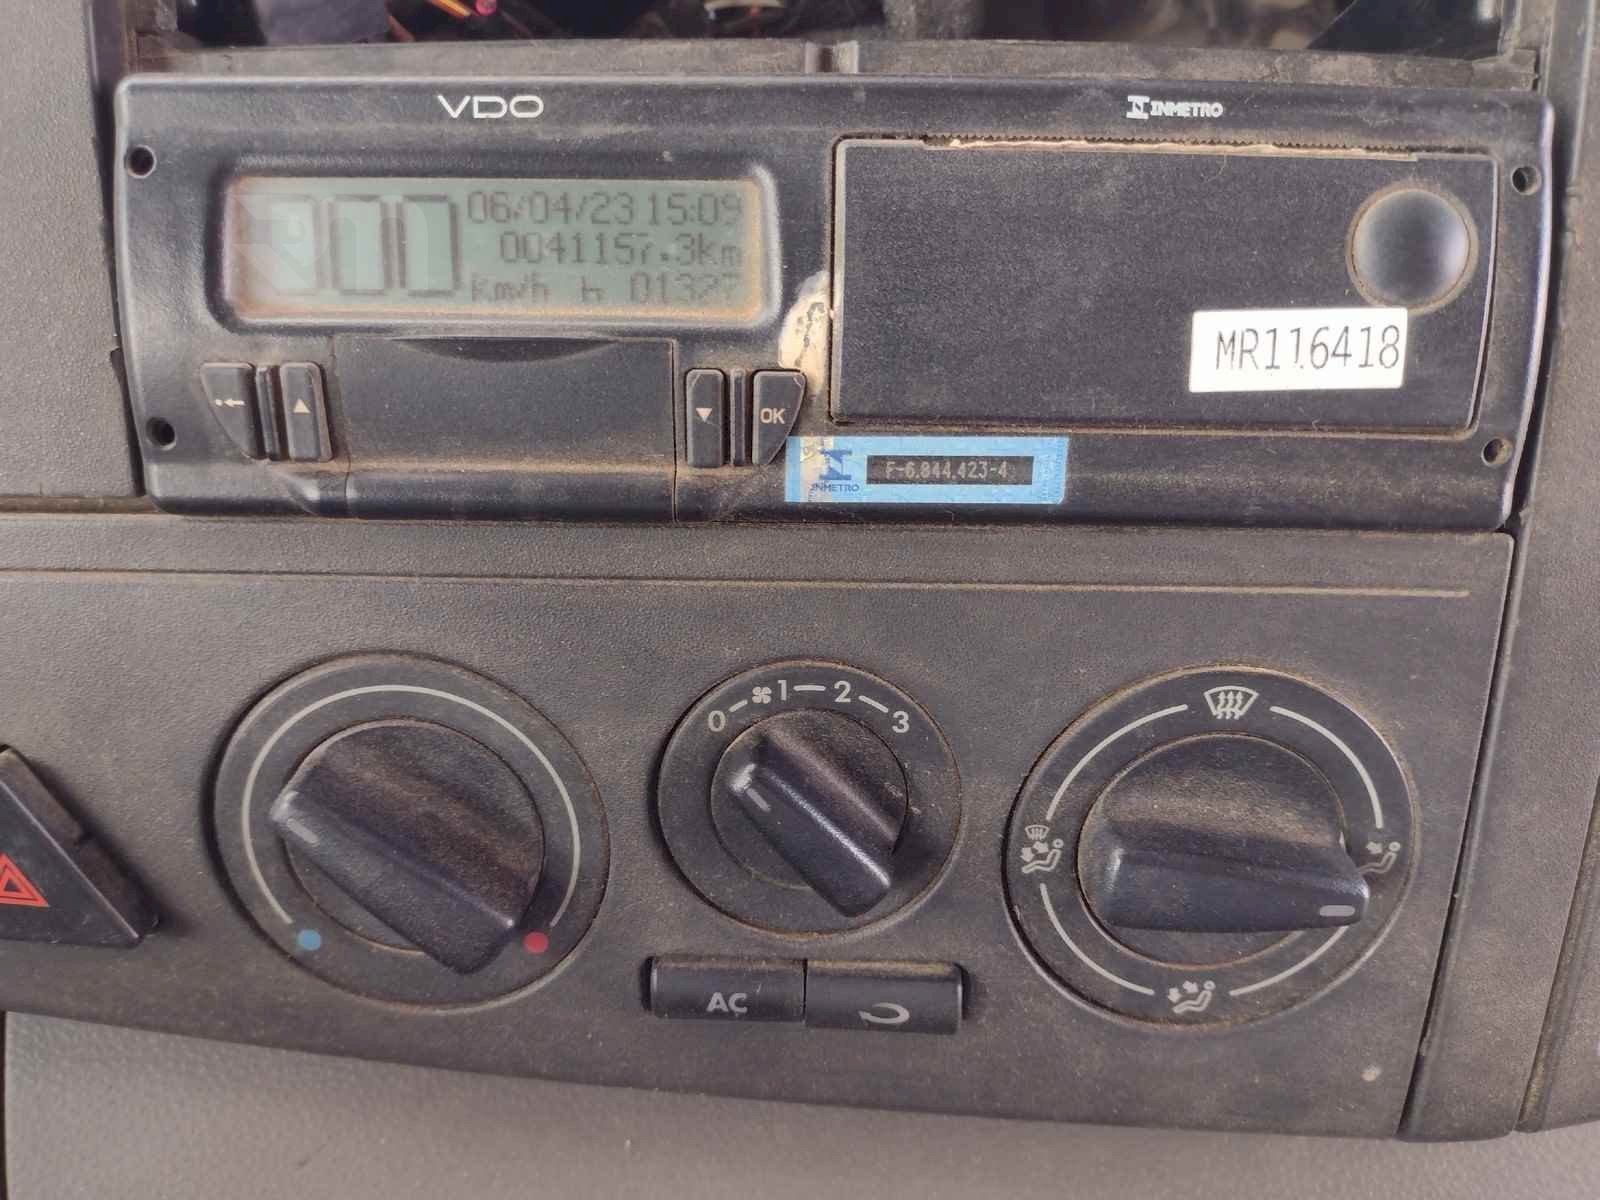 VDO
INMETRO
06/04/23 15:09
0041157.3km
km/h h 01327
MR116418
OK
INMETRO
F-6.844.423-4
0 1 2 3
AC